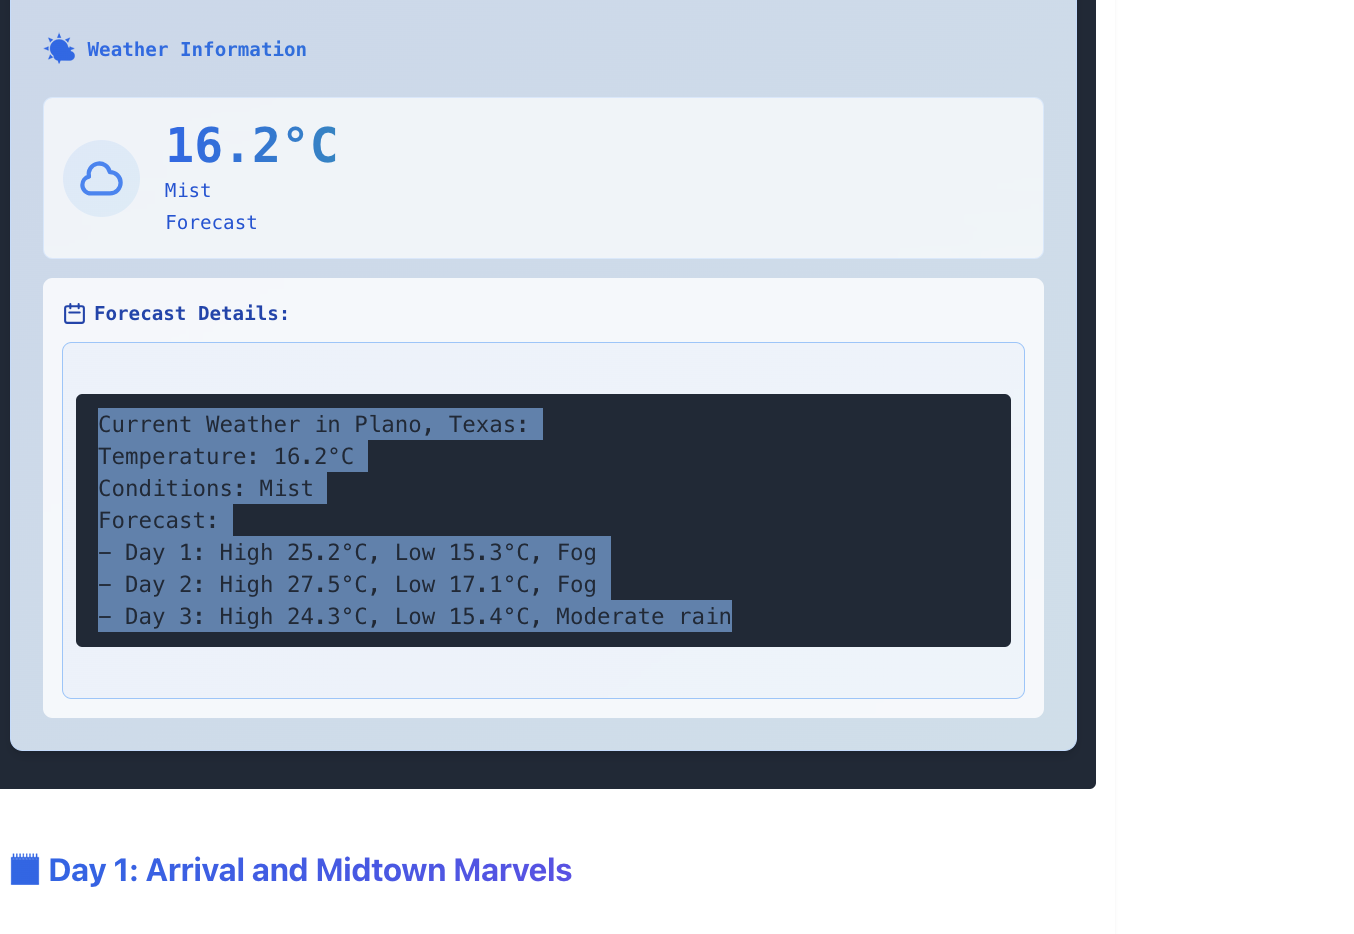 Weather Information
16.2°C
Mist
Forecast
Forecast Details:
Current Weather in Plano, Texas:
Temperature: 16.2°C
Conditions: Mist
Forecast:
- Day 1: High 25.2°C, Low 15.3°C, Fog
- Day 2: High 27.5°C, Low 17.1°C, Fog
- Day 3: High 24.3°C, Low 15.4°C, Moderate rain
Day 1: Arrival and Midtown Marvels